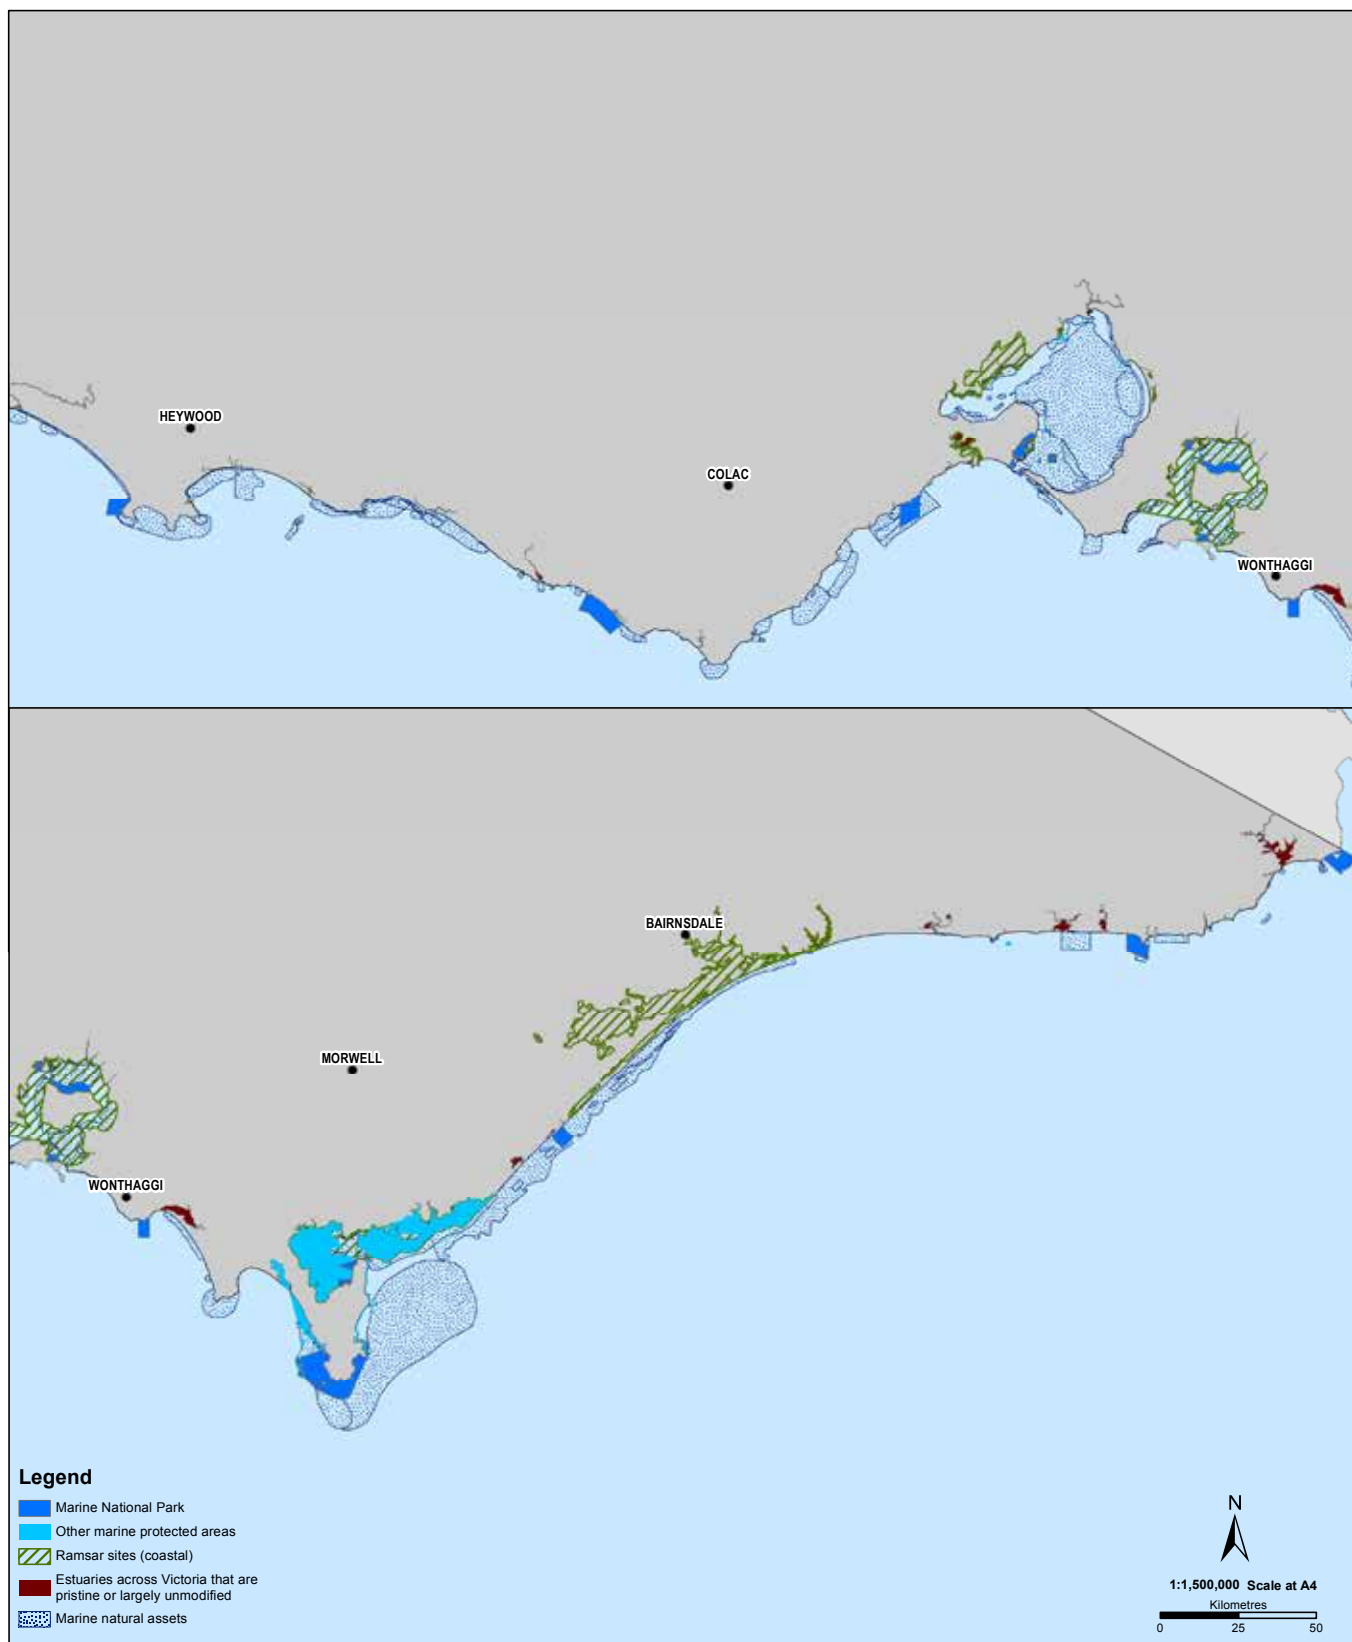 HEYWOOD
COLAC
WONTHAGGI
BAIRNSDALE
MORWELL
WONTHAGGI
Legend
Marine National Park
Other marine protected areas
Ramsar sites (coastal)
Estuaries across Victoria that are
pristine or largely unmodified
Marine natural assets
N
1:1,500,000 Scale at A4
Kilometres
0 25 50